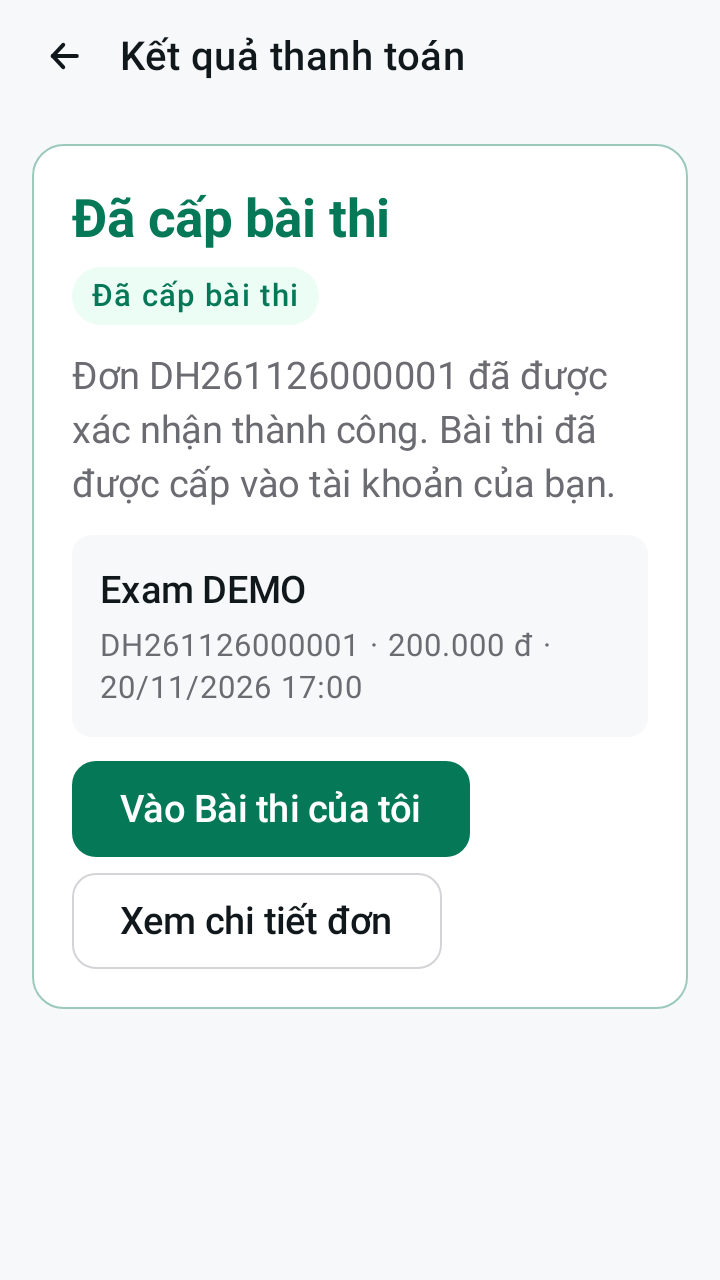 Kết quả thanh toán
Đã cấp bài thi
Đã cấp bài thi
Đơn DH261126000001 đã được
xác nhận thành công. Bài thi đã
được cấp vào tài khoản của bạn.
Exam DEMO
DH261126000001 · 200.000 đ ·
20/11/2026 17:00
Vào Bài thi của tôi
Xem chi tiết đơn